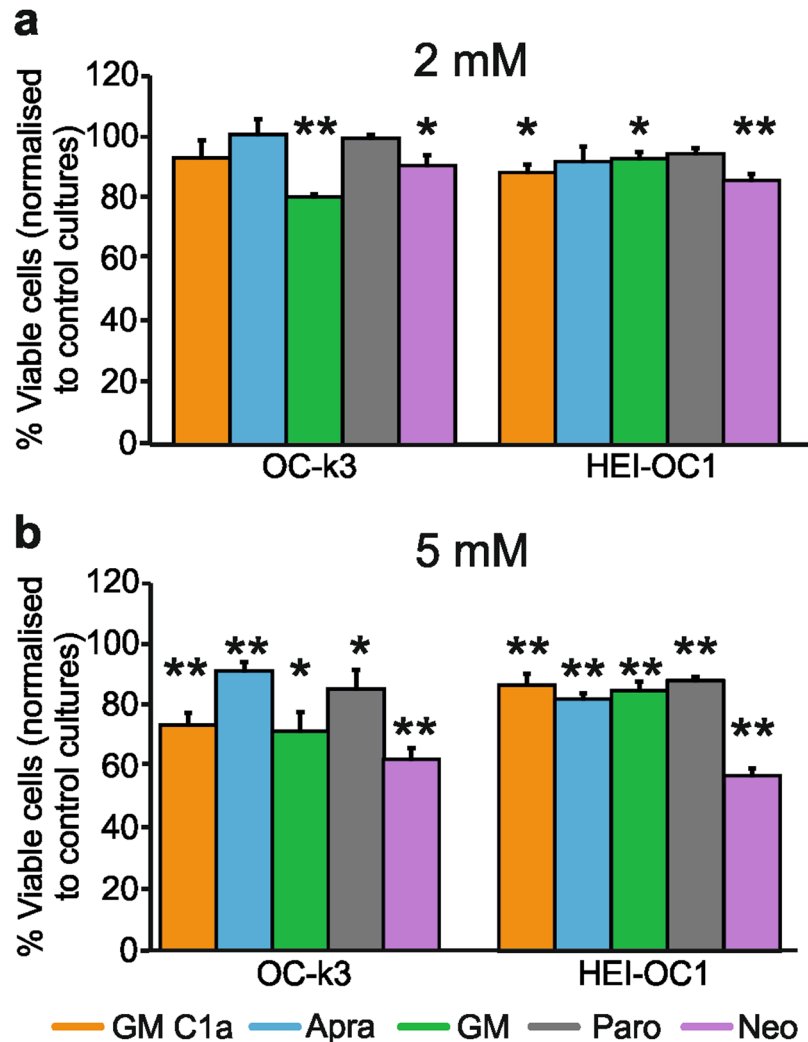 a
2 mM
% Viable cells (normalised
to control cultures)
120
100
80
60
40
20
0
** * * * **
OC-k3 HEI-OC1
b
5 mM
% Viable cells (normalised
to control cultures)
120
100
80
60
40
20
0
** ** * * ** ** ** ** ** **
OC-k3 HEI-OC1
GM C1a Apra GM Paro Neo